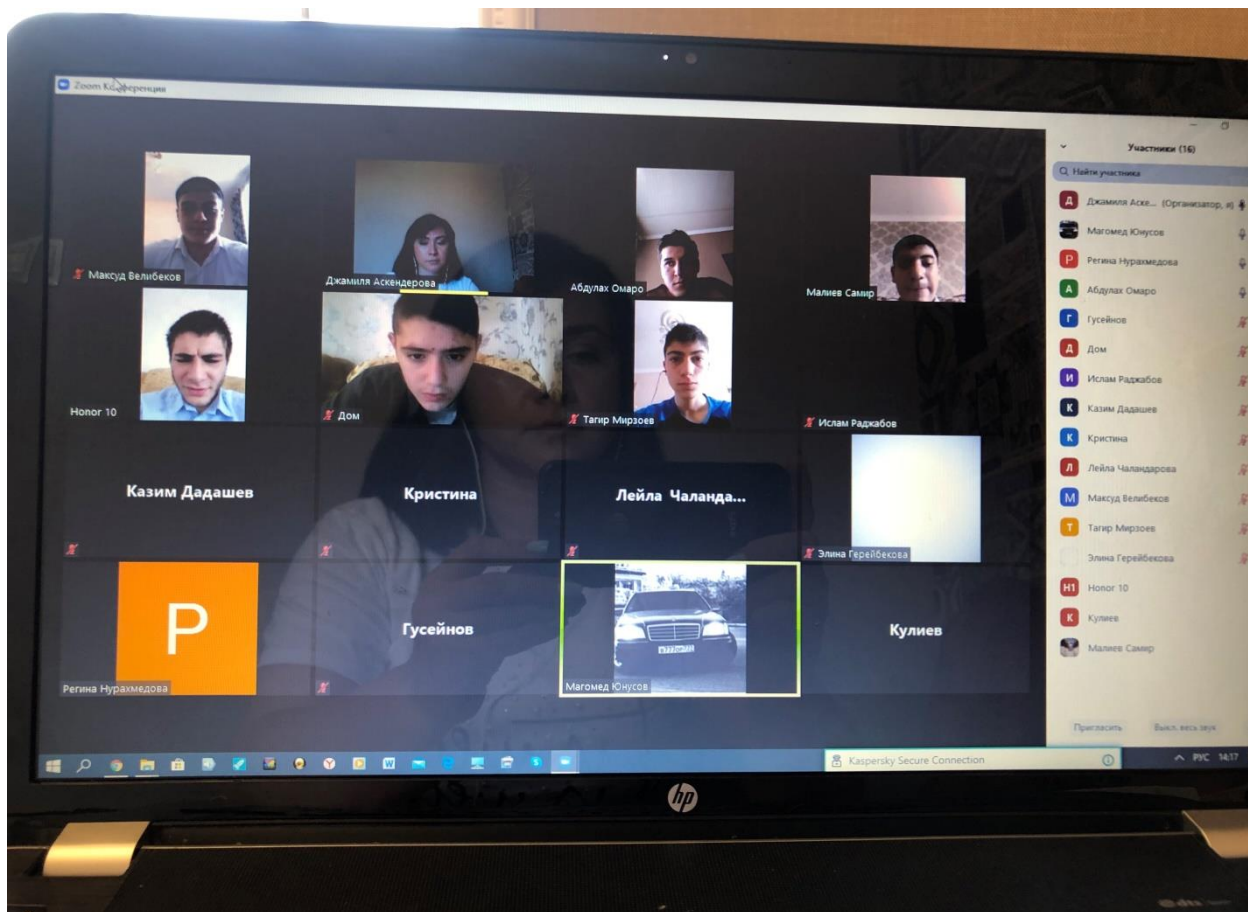 Zoom Конференция
Максуд Велибеков
Джамиля Аскендерова
Абдулах Омаро
Малиев Самир
Honor 10
Дом
Тагир Мирзоев
Ислам Раджабов
Казим Дадашев
Кристина
Лейла Чаланда...
Элина Герейбекова
P
Регина Нурахмедова
Гусейнов
Магомед Юнусов
Кулиев
Участники (16)
Найти участника
Д Джамиля Аске... (Организатор, я)
Магомед Юнусов
Р Регина Нурахмедова
А Абдулах Омаро
Г Гусейнов
Д Дом
И Ислам Раджабов
К Казим Дадашев
К Кристина
Л Лейла Чаландарова
М Максуд Велибеков
Т Тагир Мирзоев
Элина Герейбекова
H1 Honor 10
К Кулиев
Малиев Самир
Пригласить Выкл. весь звук
Kaspersky Secure Connection
РУС 14:17
hp